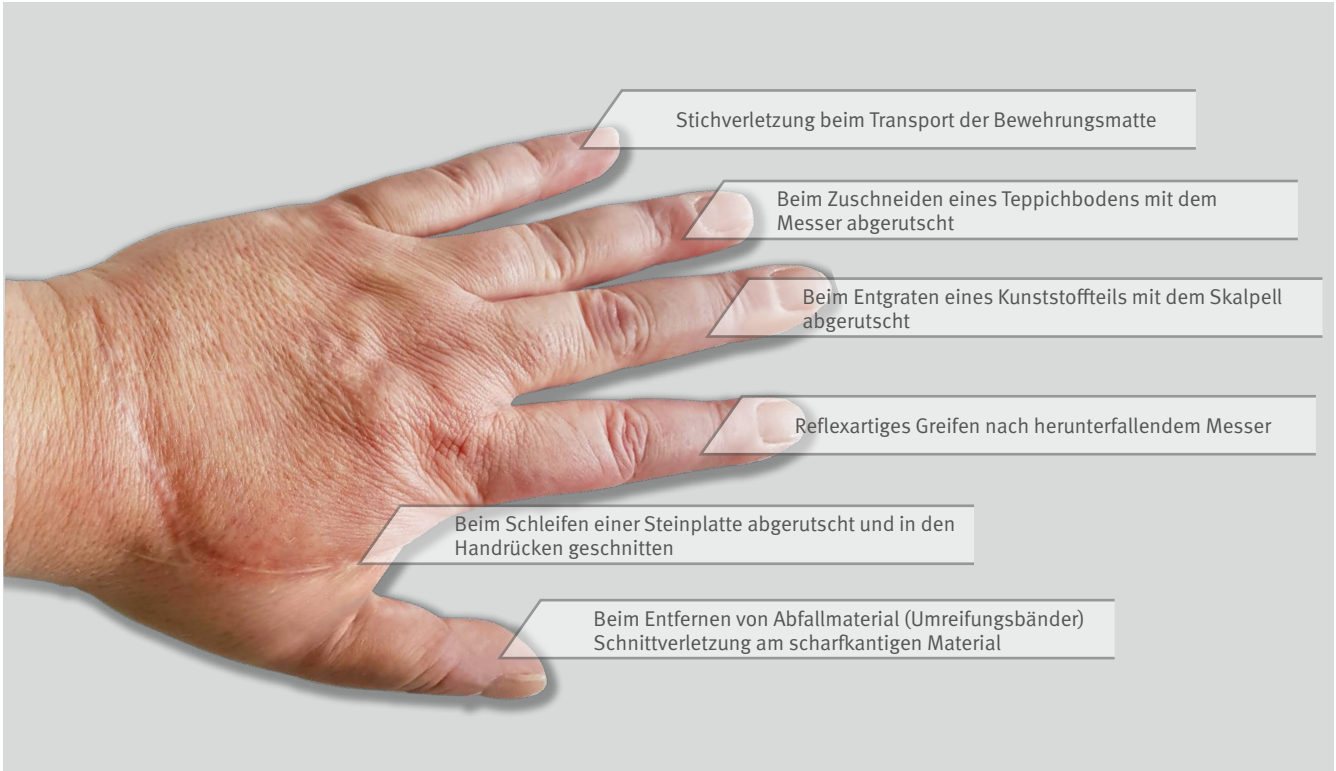 Stichverletzung beim Transport der Bewehrungsmatte
Beim Zuschneiden eines Teppichbodens mit dem
Messer abgerutscht
Beim Entgraten eines Kunststoffteils mit dem Skalpell
abgerutscht
Reflexartiges Greifen nach herunterfallendem Messer
Beim Schleifen einer Steinplatte abgerutscht und in den
Handrücken geschnitten
Beim Entfernen von Abfallmaterial (Umreifungsbänder)
Schnittverletzung am scharfkantigen Material